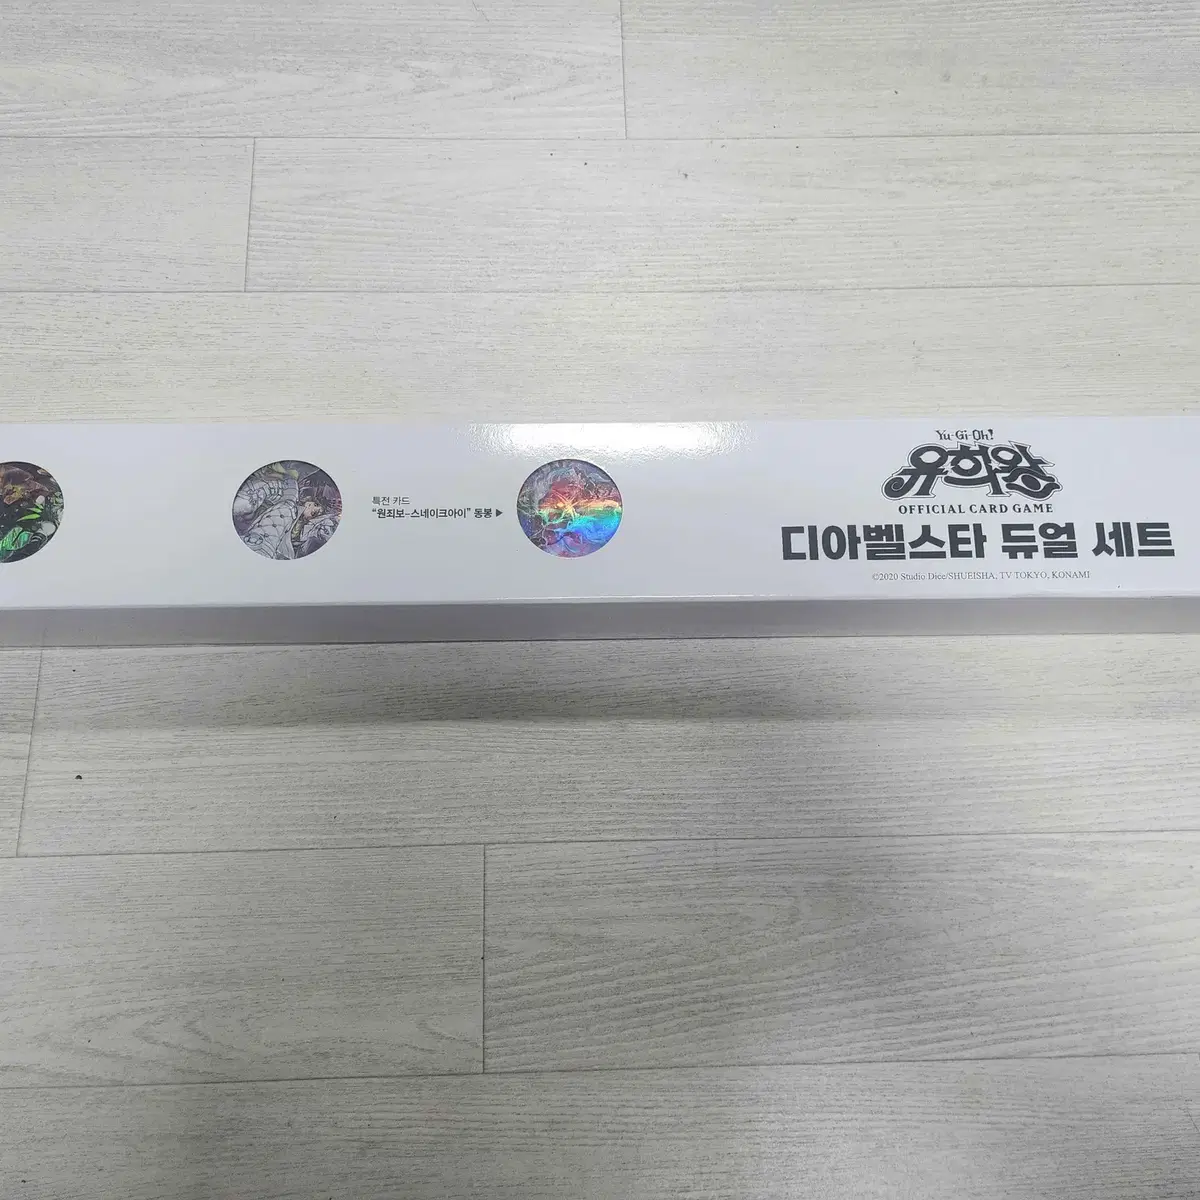 특전 카드
"원죄보-스네이크아이" 동봉 ▶
Yu-Gi-Oh!
유희왕
OFFICIAL CARD GAME
디아벨스타 듀얼 세트
©2020 Studio Dice/SHUEISHA, TV TOKYO, KONAMI